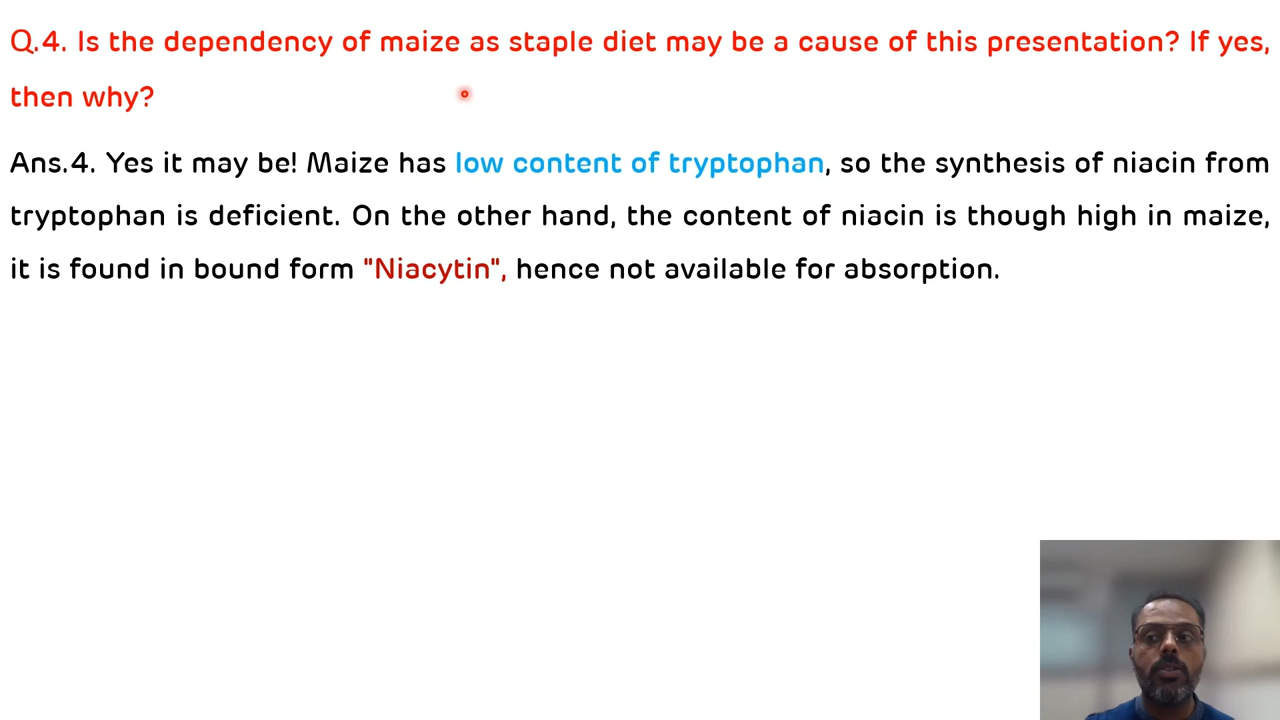 Q.4. Is the dependency of maize as staple diet may be a cause of this presentation? If yes,
then why?
Ans.4. Yes it may be! Maize has low content of tryptophan, so the synthesis of niacin from
tryptophan is deficient. On the other hand, the content of niacin is though high in maize,
it is found in bound form "Niacytin", hence not available for absorption.